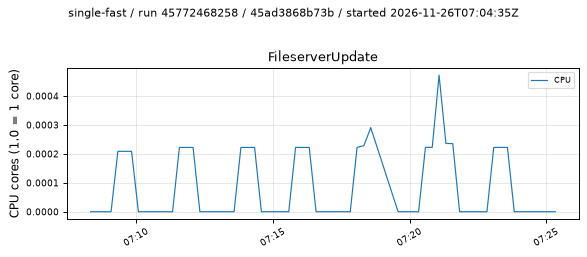 single-fast / run 45772468258 / 45ad3868b73b / started 2026-11-26T07:04:35Z
FileserverUpdate
CPU
CPU cores (1.0 = 1 core)
0.0004
0.0003
0.0002
0.0001
0.0000
07:10
07:15
07:20
07:25